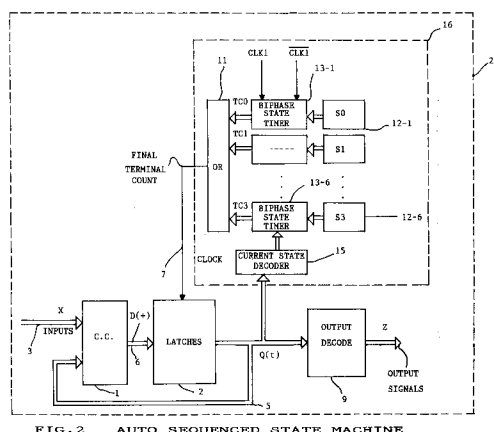 16
CLK1
CLK1
2
11
13-1
TC0
BIPHASE
STATE
TIMER
S0
12-1
TC1
-----
S1
FINAL
TERMINAL
COUNT
OR
13-6
TC3
BIPHASE
STATE
TIMER
S3
12-6
7
CLOCK
CURRENT STATE
DECODER
15
X
INPUTS
3
C.C.
D(+)
6
LATCHES
Q(t)
OUTPUT
DECODE
Z
OUTPUT
SIGNALS
1
2
5
9
FIG.2 AUTO SEQUENCED STATE MACHINE